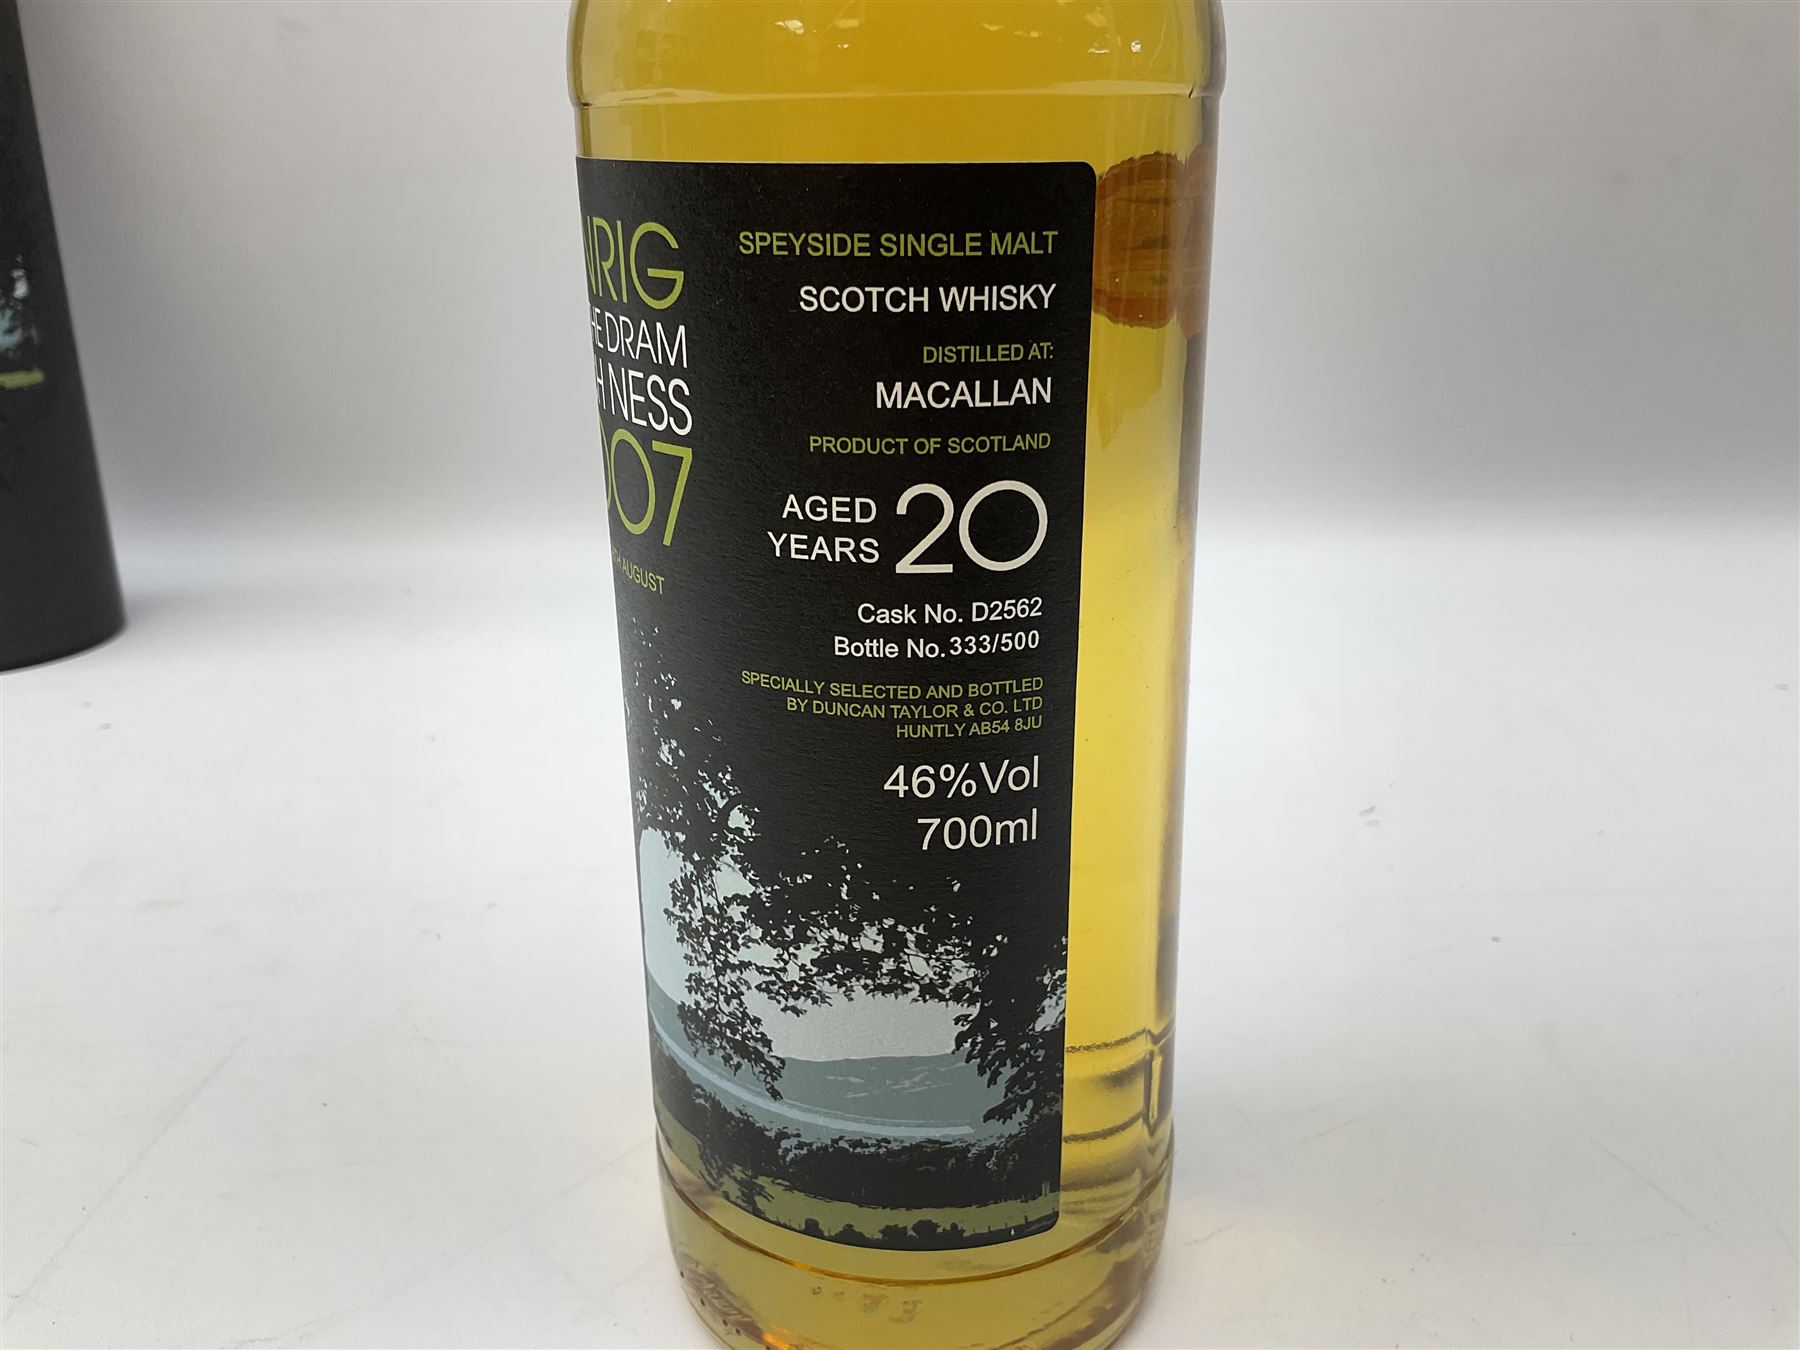 NRIG
HE DRAM
H NESS
007
TH AUGUST
SPEYSIDE SINGLE MALT
SCOTCH WHISKY
DISTILLED AT:
MACALLAN
PRODUCT OF SCOTLAND
AGED 20
YEARS
Cask No. D2562
Bottle No. 333/500
SPECIALLY SELECTED AND BOTTLED
BY DUNCAN TAYLOR & CO. LTD
HUNTLY AB54 8JU
46%Vol
700ml